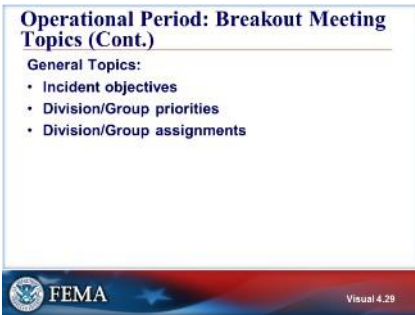 Operational Period: Breakout Meeting
Topics (Cont.)
General Topics:
• Incident objectives
• Division/Group priorities
• Division/Group assignments
FEMA
Visual 4.29